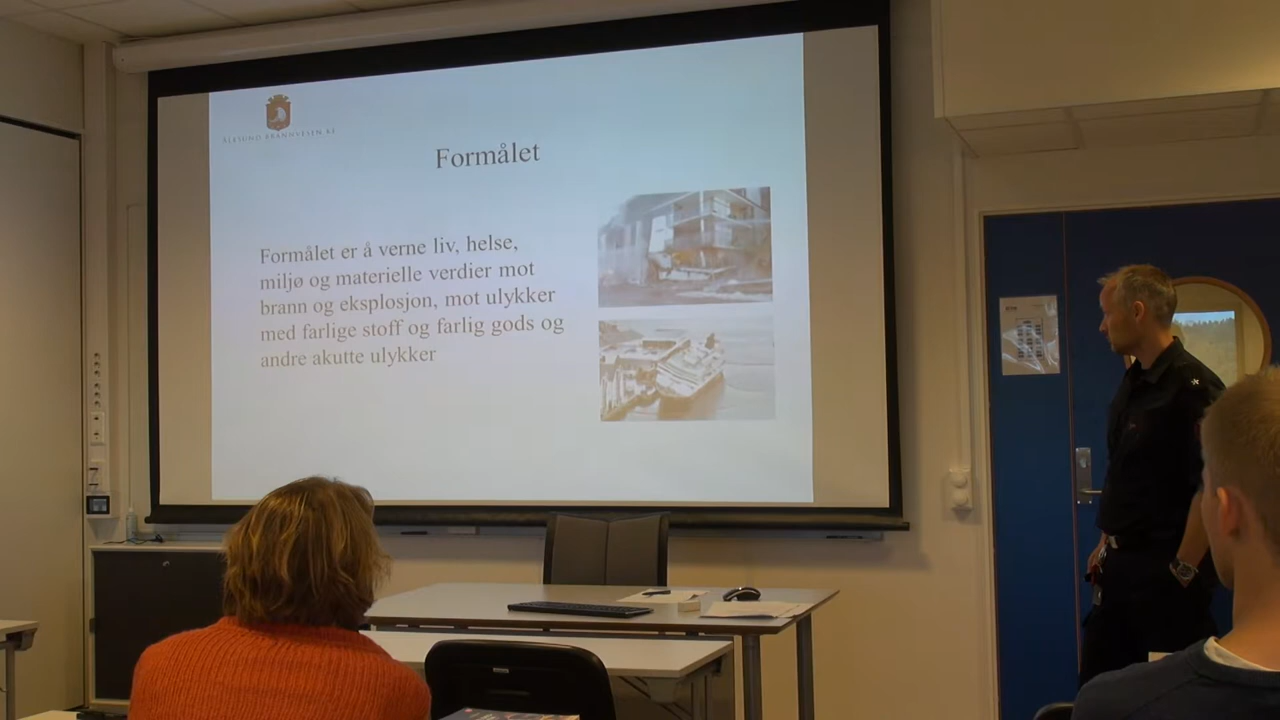 ÅLESUND BRANNVESEN KF
Formålet
Formålet er å verne liv, helse,
miljø og materielle verdier mot
brann og eksplosjon, mot ulykker
med farlige stoff og farlig gods og
andre akutte ulykker